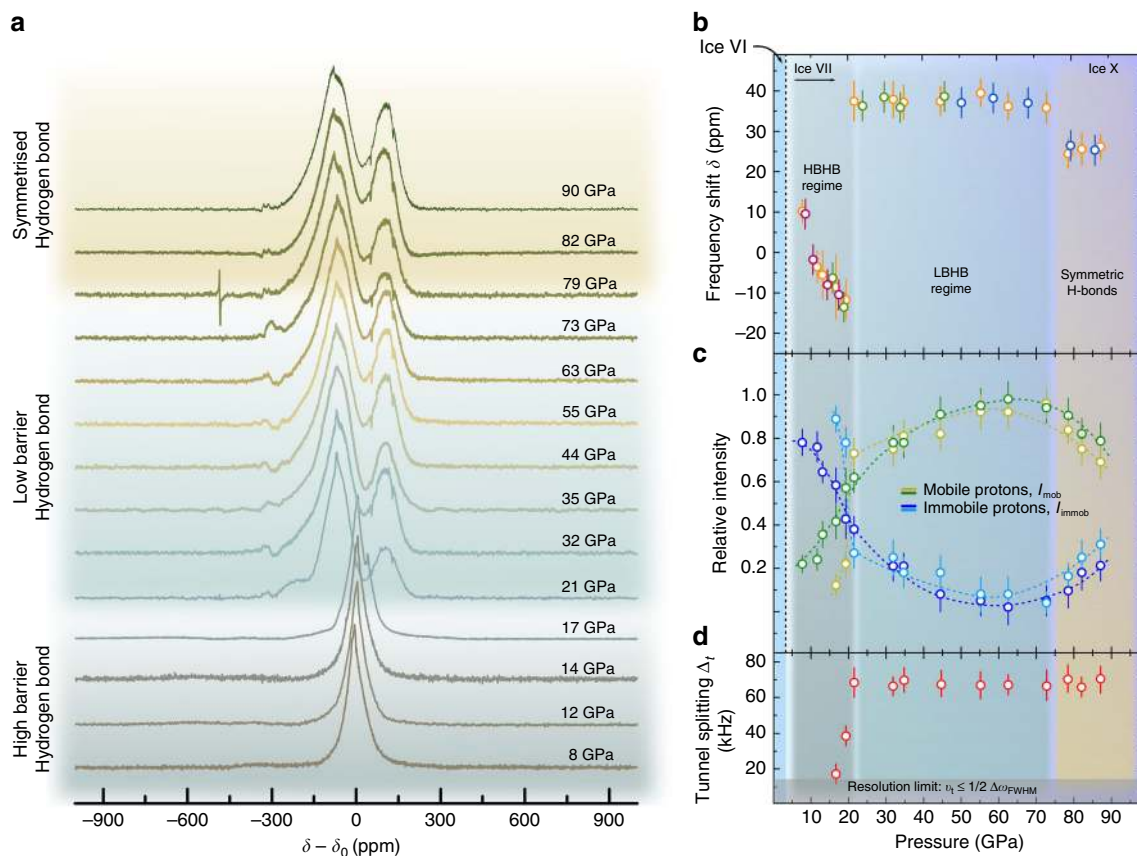 a
Symmetrised
Hydrogen bond
Low barrier
Hydrogen bond
High barrier
Hydrogen bond
90 GPa
82 GPa
79 GPa
73 GPa
63 GPa
55 GPa
44 GPa
35 GPa
32 GPa
21 GPa
17 GPa
14 GPa
12 GPa
8 GPa
−900 −600 −300 0 300 600 900
δ − δ0 (ppm)
b
Ice VI
Ice VII
Ice X
Frequency shift δ (ppm)
40
30
20
10
0
−10
−20
HBHB
regime
LBHB
regime
Symmetric
H-bonds
c
Relative intensity
1.0
0.8
0.6
0.4
0.2
Mobile protons, Imob
Immobile protons, Iimmob
d
Tunnel splitting Δt
(kHz)
80
60
40
20
Resolution limit: υt ≤ 1/2 ΔωFWHM
10 20 30 40 50 60 70 80 90
Pressure (GPa)